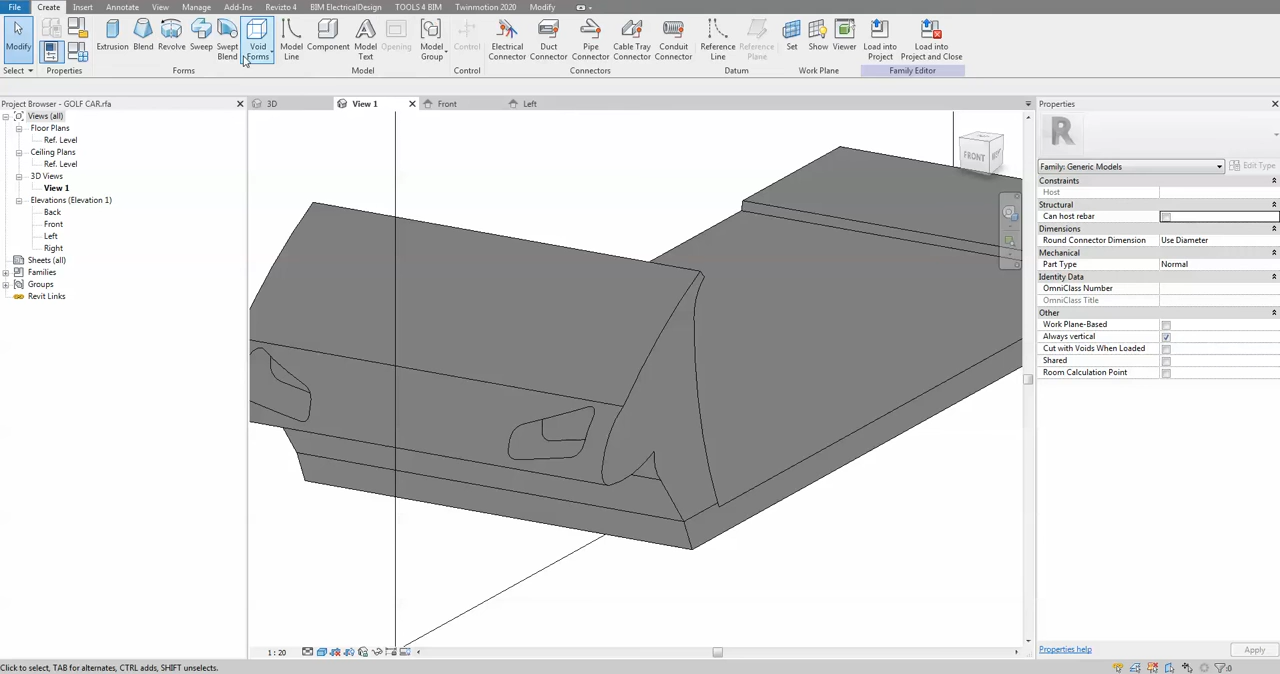 File Create Insert Annotate View Manage Add-Ins Revizto 4 BIM ElectricalDesign TOOLS 4 BIM Twinmotion 2020 Modify
Modify Extrusion Blend Revolve Sweep Swept Blend Void Forms Model Line Component Model Text Opening Model Group Control Electrical Connector Duct Connector Pipe Connector Cable Tray Connector Conduit Connector Reference Line Reference Plane Set Show Viewer Load into Project Load into Project and Close
Select Properties Forms Model Control Connectors Datum Work Plane Family Editor
Project Browser - GOLF CAR.rfa
Views (all)
Floor Plans
Ref. Level
Ceiling Plans
Ref. Level
3D Views
View 1
Elevations (Elevation 1)
Back
Front
Left
Right
Sheets (all)
Families
Groups
Revit Links
3D View 1 Front Left
FRONT
1 : 20
Properties
R
Family: Generic Models Edit Type
Constraints
Host
Structural
Can host rebar
Dimensions
Round Connector Dimension Use Diameter
Mechanical
Part Type Normal
Identity Data
OmniClass Number
OmniClass Title
Other
Work Plane-Based
Always vertical
Cut with Voids When Loaded
Shared
Room Calculation Point
Properties help Apply
Click to select, TAB for alternates, CTRL adds, SHIFT unselects.
:0